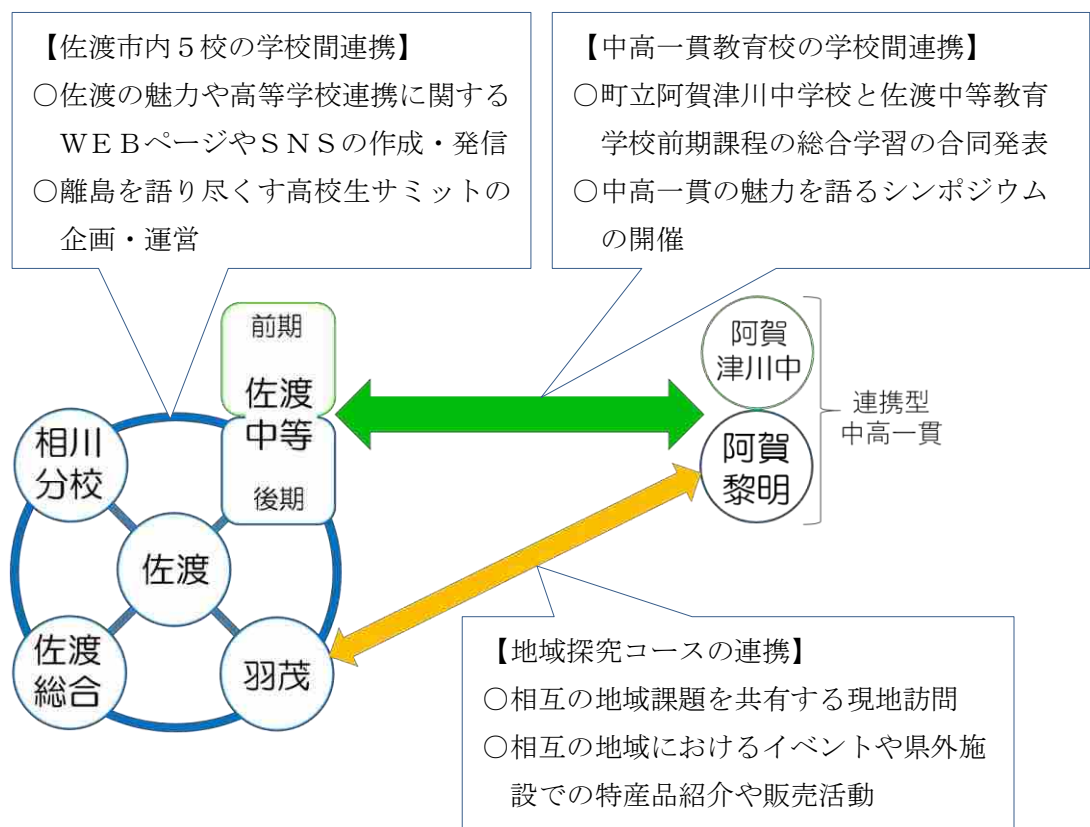 【佐渡市内５校の学校間連携】
○佐渡の魅力や高等学校連携に関する
ＷＥＢページやＳＮＳの作成・発信
○離島を語り尽くす高校生サミットの
企画・運営
【中高一貫教育校の学校間連携】
○町立阿賀津川中学校と佐渡中等教育
学校前期課程の総合学習の合同発表
○中高一貫の魅力を語るシンポジウム
の開催
前期
佐渡
中等
後期
相川
分校
佐渡
佐渡
総合
羽茂
阿賀
津川中
阿賀
黎明
連携型
中高一貫
【地域探究コースの連携】
○相互の地域課題を共有する現地訪問
○相互の地域におけるイベントや県外施
設での特産品紹介や販売活動